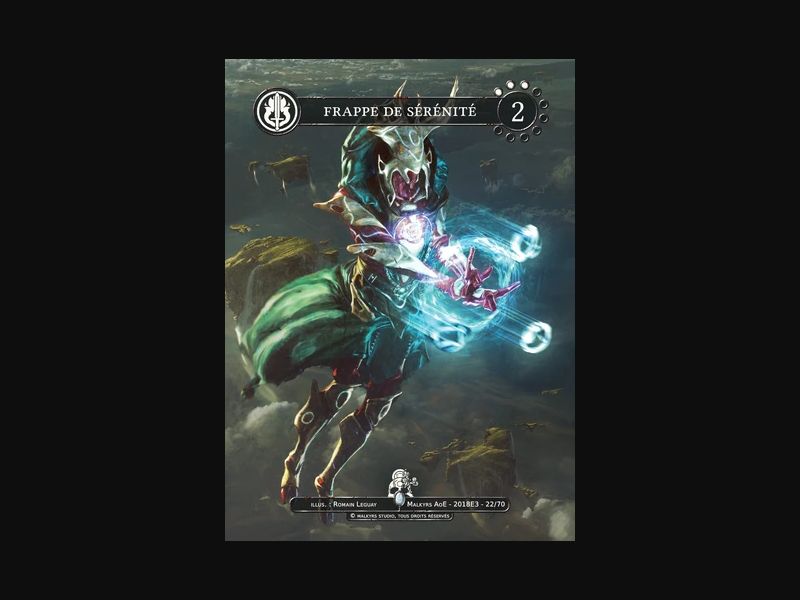 FRAPPE DE SÉRÉNITÉ
2
ILLUS. : ROMAIN LEGUAY MALKYRS AOE - 2018E3 - 22/70
© MALKYRS STUDIO, TOUS DROITS RÉSERVÉS